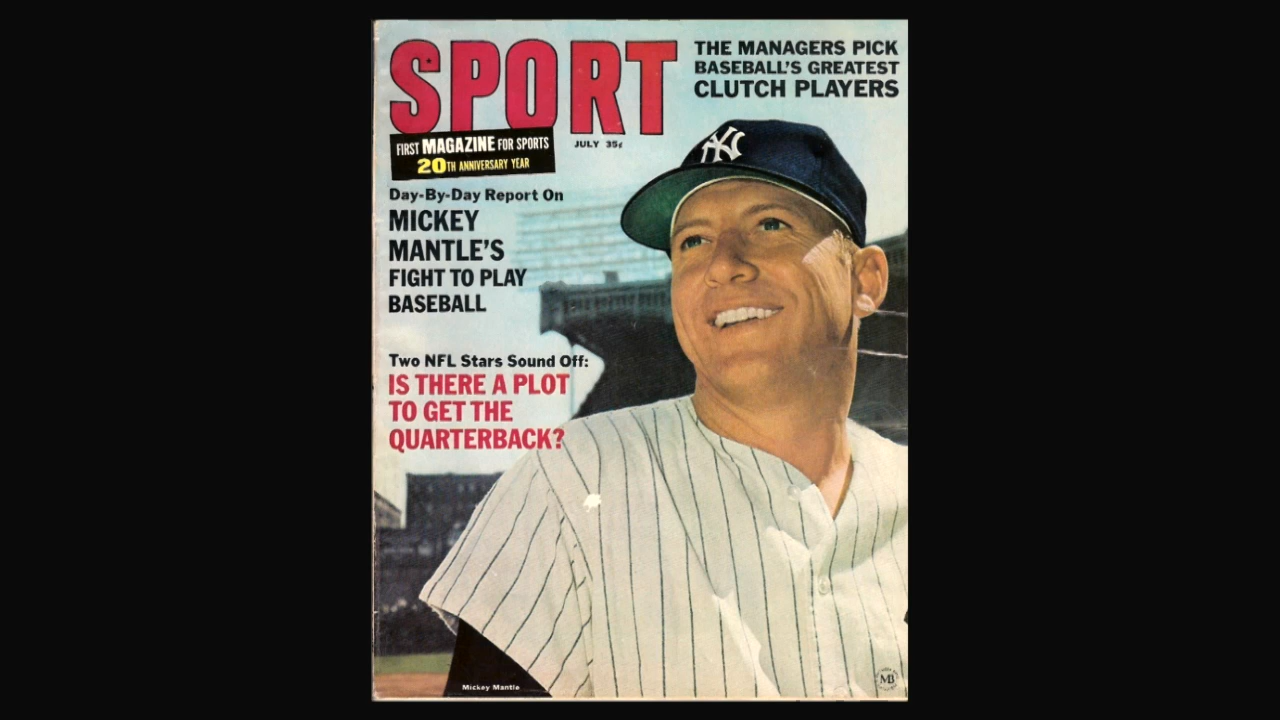 SPORT
THE MANAGERS PICK
BASEBALL'S GREATEST
CLUTCH PLAYERS
FIRST MAGAZINE FOR SPORTS
20TH ANNIVERSARY YEAR
JULY 35¢
Day-By-Day Report On
MICKEY
MANTLE'S
FIGHT TO PLAY
BASEBALL
Two NFL Stars Sound Off:
IS THERE A PLOT
TO GET THE
QUARTERBACK?
NY
Mickey Mantle
MB